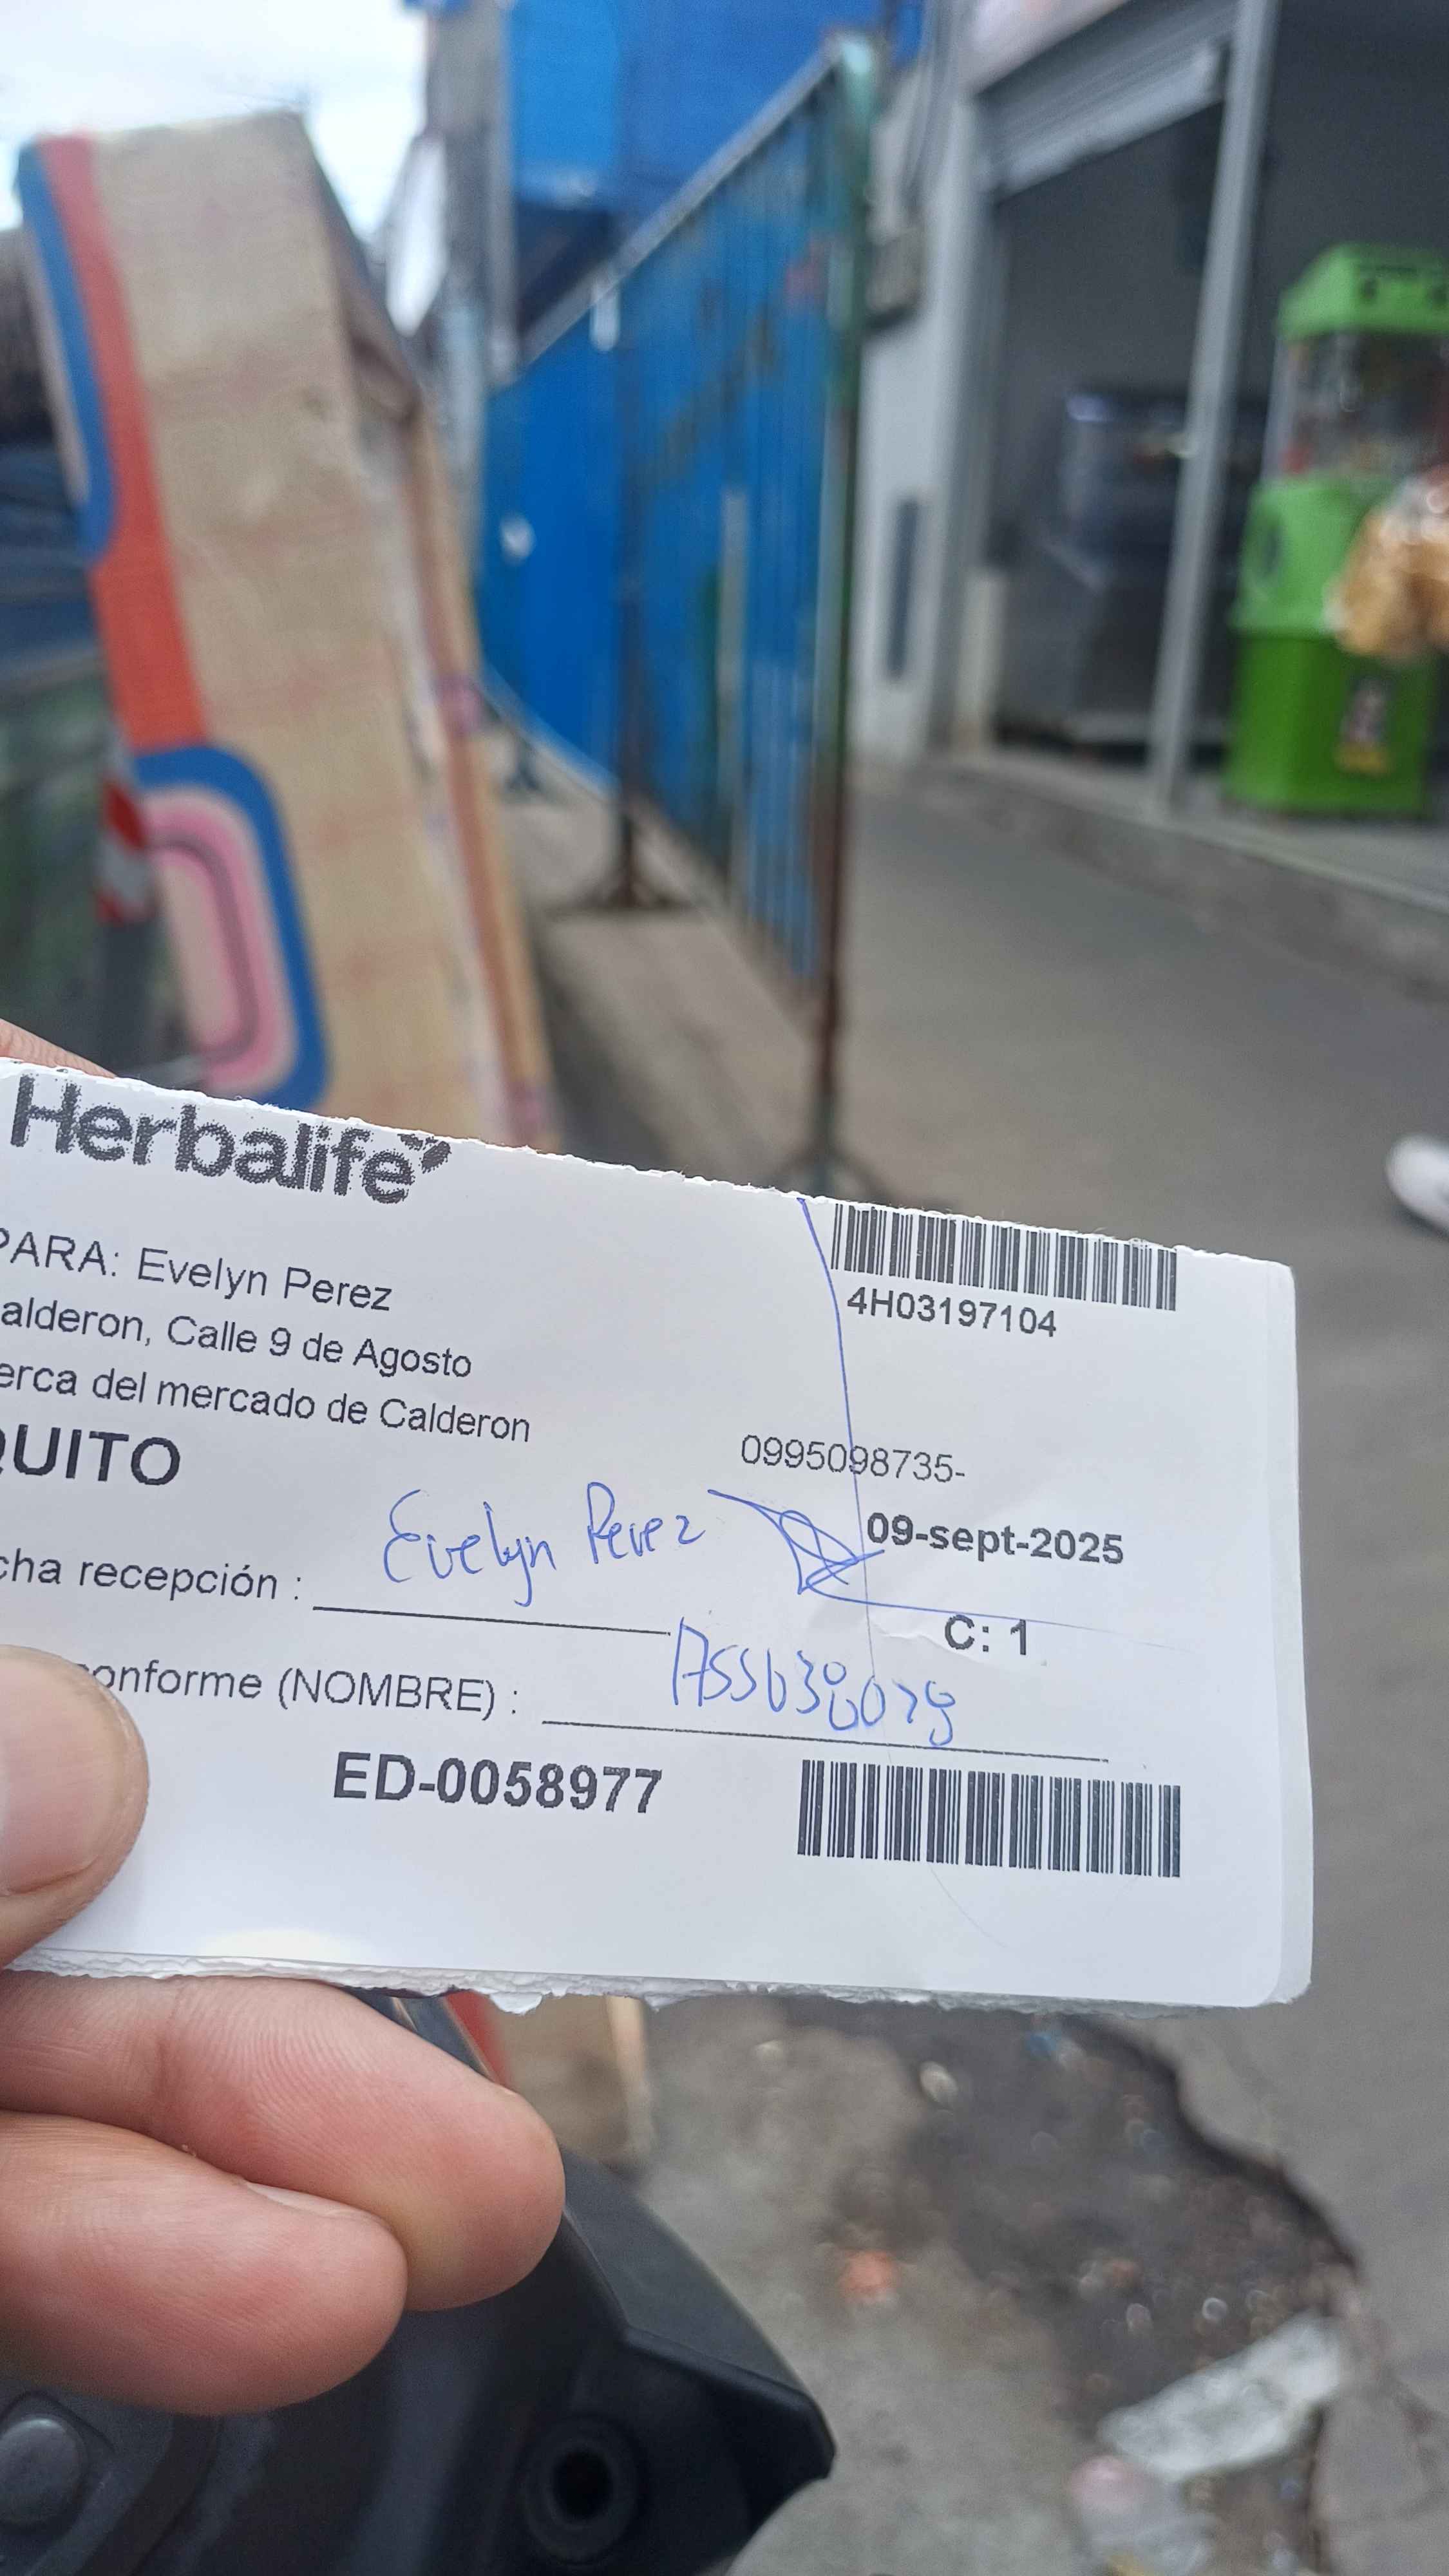 Herbalife
PARA: Evelyn Perez
4H03197104
alderon, Calle 9 de Agosto
erca del mercado de Calderon
QUITO
0995098735-
09-sept-2025
Evelyn Perez
cha recepción :
C: 1
conforme (NOMBRE) :
ED-0058977